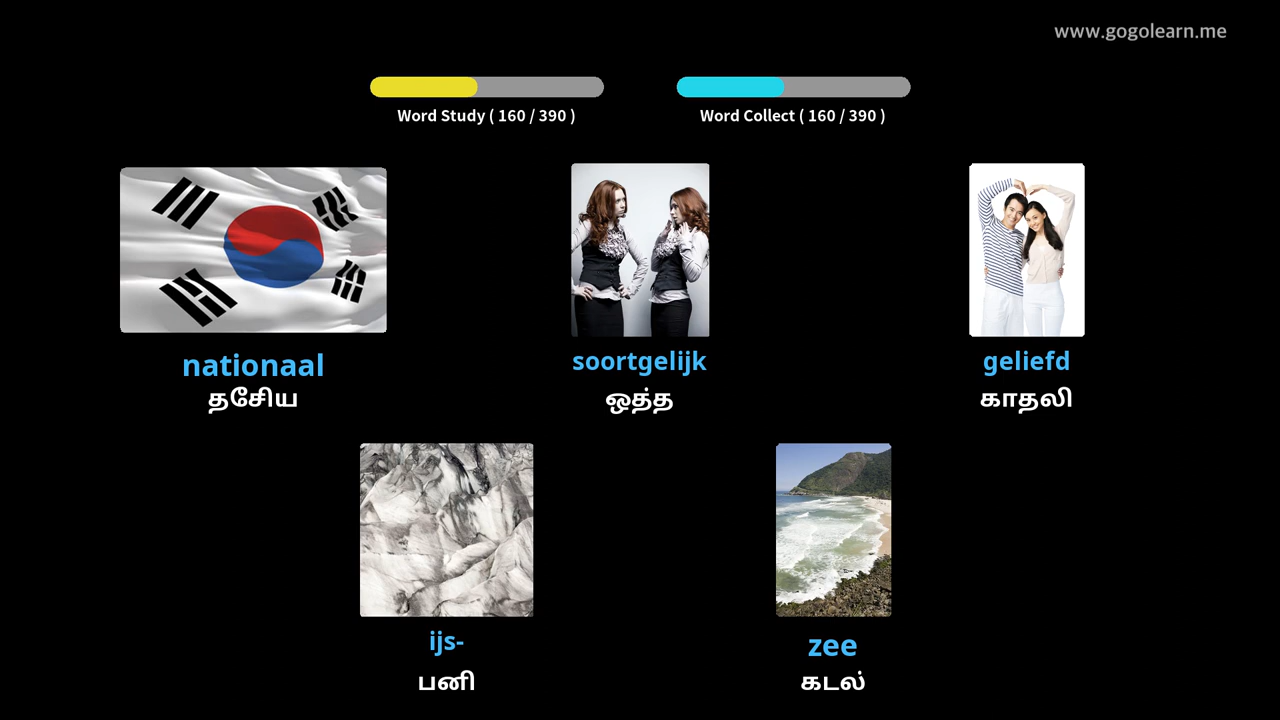 www.gogolearn.me
Word Study ( 160 / 390 )
Word Collect ( 160 / 390 )
nationaal
தேசிய
soortgelijk
ஒத்த
geliefd
காதலி
ijs-
பனி
zee
கடல்